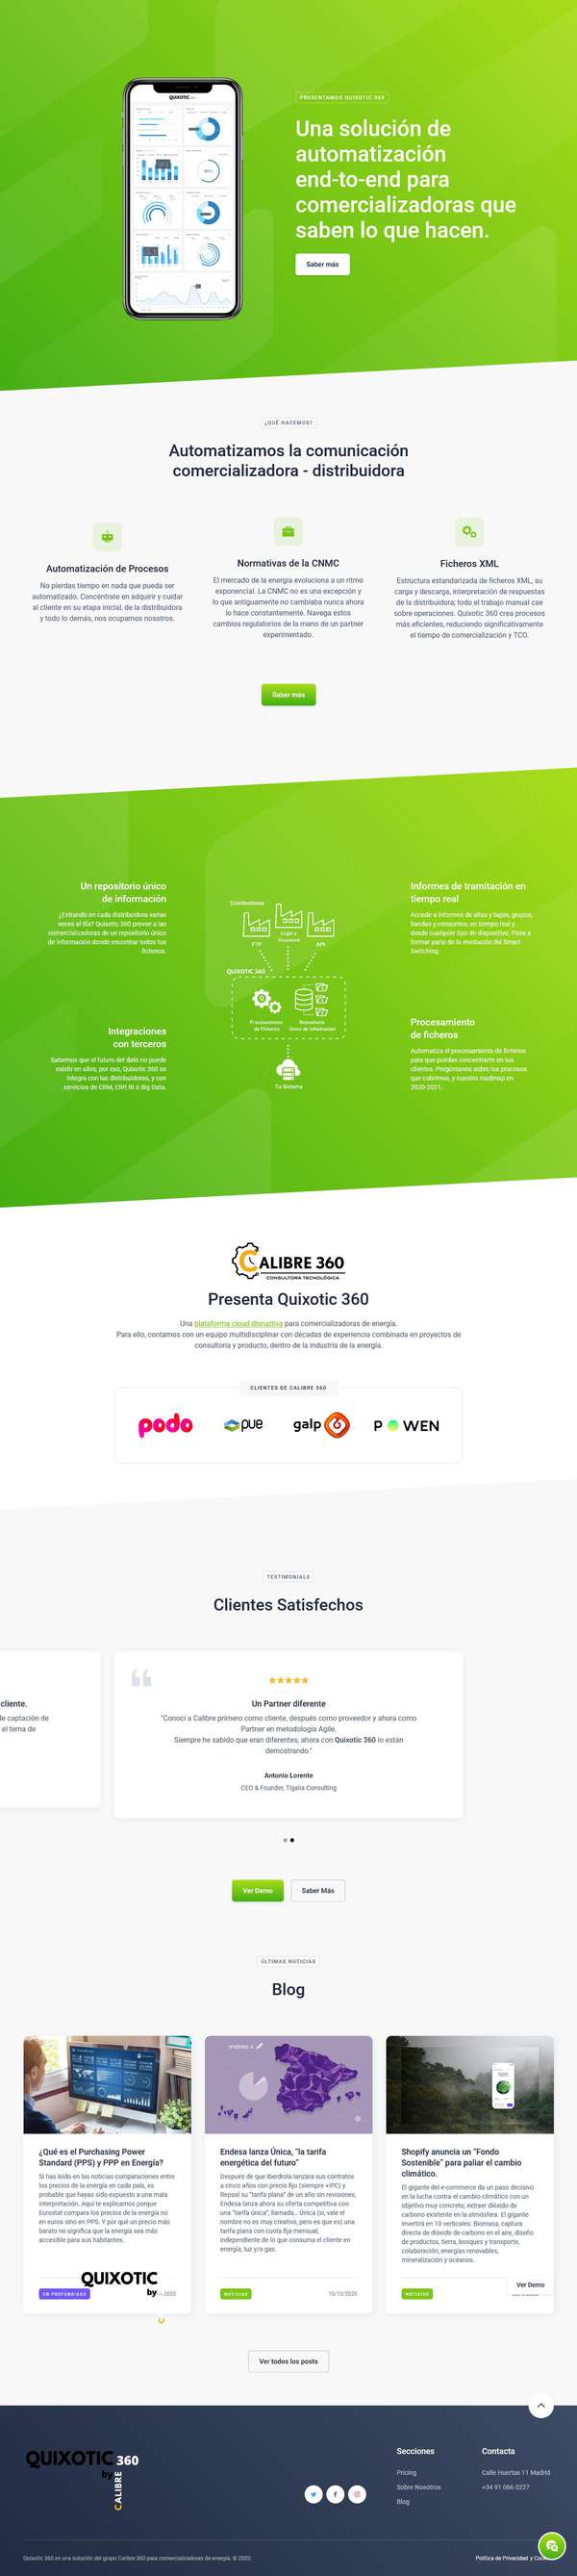 QUIXOTIC
PRESENTAMOS QUIXOTIC 360
Una solución de
automatización
end-to-end para
comercializadoras que
saben lo que hacen.
Saber más
¿QUÉ HACEMOS?
Automatizamos la comunicación
comercializadora - distribuidora
Automatización de Procesos
No pierdas tiempo en nada que pueda ser
automatizado. Concéntrate en adquirir y cuidar
al cliente en su etapa inicial, de la distribuidora
y todo lo demás, nos ocupamos nosotros.
Normativas de la CNMC
El mercado de la energía evoluciona a un ritmo
exponencial. La CNMC no es una excepción y
lo que antiguamente no cambiaba nunca ahora
lo hace constantemente. Navega estos
cambios regulatorios de la mano de un partner
experimentado.
Ficheros XML
Estructura estandarizada de ficheros XML, su
carga y descarga, interpretación de respuestas
de la distribuidora; todo el trabajo manual cae
sobre operaciones. Quixotic 360 crea procesos
más eficientes, reduciendo significativamente
el tiempo de comercialización y TCO.
Saber más
Un repositorio único
de información
¿Entrando en cada distribuidora varias
veces al día? Quixotic 360 provee a las
comercializadoras de un repositorio único
de información donde encontrar todos tus
ficheros.
Integraciones
con terceros
Sabemos que el futuro del dato no puede
existir en silos, por eso, Quixotic 360 se
integra con las distribuidoras, y con
servicios de CRM, ERP, BI ó Big Data.
Distribuidoras
FTP
Login y
Password
API
QUIXOTIC 360
Procesamiento
de Ficheros
Repositorio
Único de Información
Tu Sistema
Informes de tramitación en
tiempo real
Accede a informes de altas y bajas, grupos,
bandas y consumos, en tiempo real y
desde cualquier tipo de dispositivo. Pasa a
formar parte de la revolución del Smart
Switching.
Procesamiento
de ficheros
Automatiza el procesamiento de ficheros
para que puedas concentrarte en tus
clientes. Pregúntanos sobre los procesos
que cubrimos, y nuestro roadmap en
2020-2021.
CALIBRE 360
CONSULTORÍA TECNOLÓGICA
Presenta Quixotic 360
Una plataforma cloud disruptiva para comercializadoras de energía.
Para ello, contamos con un equipo multidisciplinar con décadas de experiencia combinada en proyectos de
consultoría y producto, dentro de la industria de la energía.
CLIENTES DE CALIBRE 360
podo
pue
galp
POWEN
TESTIMONIALS
Clientes Satisfechos
cliente.
de captación de
el tema de
Un Partner diferente
"Conocí a Calibre primero como cliente, después como proveedor y ahora como
Partner en metodología Agile.
Siempre he sabido que eran diferentes, ahora con Quixotic 360 lo están
demostrando."
Antonio Lorente
CEO & Founder, Tigalia Consulting
Ver Demo
Saber Más
ÚLTIMAS NOTICIAS
Blog
¿Qué es el Purchasing Power
Standard (PPS) y PPP en Energía?
Si has leído en las noticias comparaciones entre
los precios de la energía en cada país, es
probable que hayas sido expuesto a una mala
interpretación. Aquí te explicamos porque
Eurostat compara los precios de la energía no
en euros sino en PPS. Y por qué un precio más
barato no significa que la energía sea más
accesible para sus habitantes.
EN PROFUNDIDAD
2020
QUIXOTIC
by
endesa x
Endesa lanza Única, "la tarifa
energética del futuro"
Después de que Iberdrola lanzara sus contratos
a cinco años con precio fijo (siempre +IPC) y
Repsol su "tarifa plana" de un año sin revisiones,
Endesa lanza ahora su oferta competitiva con
una "tarifa única", llamada... Única (sí, vale el
nombre no es muy creativo, pero es que es) una
tarifa plana con cuota fija mensual,
independiente de lo que consuma el cliente en
energía, luz y/o gas.
NOTICIAS
10/10/2020
Shopify anuncia un "Fondo
Sostenible" para paliar el cambio
climático.
El gigante del e-commerce da un paso decisivo
en la lucha contra el cambio climático con un
objetivo muy concreto; extraer dióxido de
carbono existente en la atmósfera. El gigante
invertirá en 10 verticales: Biomasa, captura
directa de dióxido de carbono en el aire, diseño
de productos, tierra, bosques y transporte,
colaboración, energías renovables,
mineralización y océanos.
NOTICIAS
Ver Demo
Ver todos los posts
QUIXOTIC 360
by
CALIBRE
Secciones
Pricing
Sobre Nosotros
Blog
Contacta
Calle Huertas 11 Madrid
+34 91 066 0227
Quixotic 360 es una solución del grupo Calibre 360 para comercializadoras de energía. © 2020
Política de Privacidad y